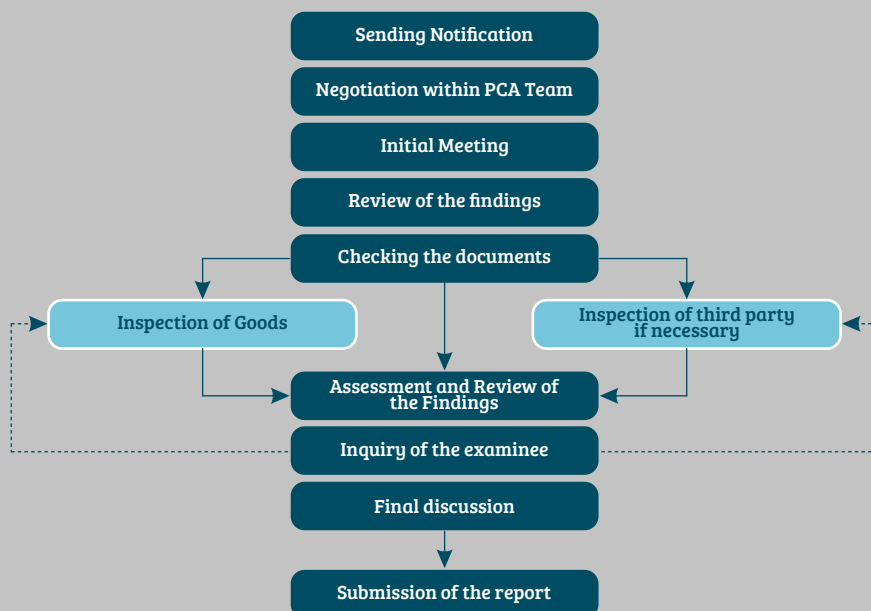 Sending Notification
Negotiation within PCA Team
Initial Meeting
Review of the findings
Checking the documents
Inspection of Goods
Inspection of third party
if necessary
Assessment and Review of
the Findings
Inquiry of the examinee
Final discussion
Submission of the report